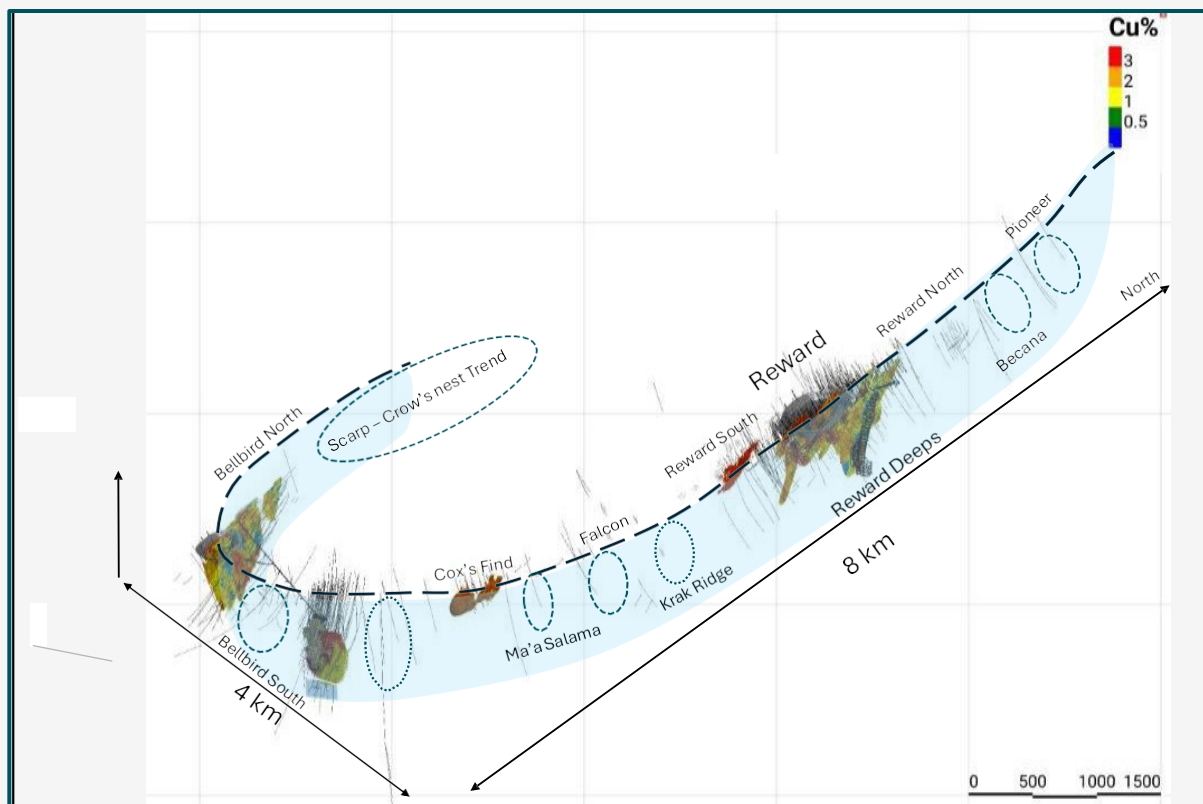 Cu%
3
2
1
0.5
Pioneer
North
Reward North
Becana
Reward
Scarp – Crow's nest Trend
Bellbird North
Reward South
Reward Deeps
Falcon
8 km
Cox's Find
Krak Ridge
Ma'a Salama
Bellbird South
4 km
0 500 1000 1500